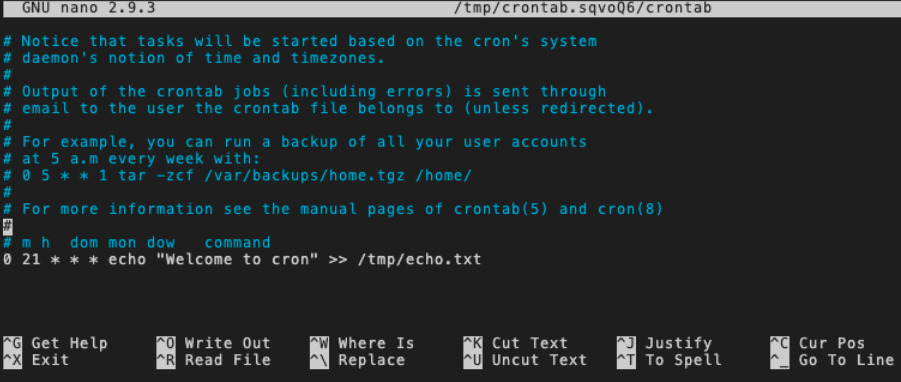 GNU nano 2.9.3 /tmp/crontab.sqvoQ6/crontab
# Notice that tasks will be started based on the cron's system
# daemon's notion of time and timezones.
#
# Output of the crontab jobs (including errors) is sent through
# email to the user the crontab file belongs to (unless redirected).
#
# For example, you can run a backup of all your user accounts
# at 5 a.m every week with:
# 0 5 * * 1 tar -zcf /var/backups/home.tgz /home/
#
# For more information see the manual pages of crontab(5) and cron(8)
#
# m h  dom mon dow   command
0 21 * * * echo "Welcome to cron" >> /tmp/echo.txt
^G Get Help ^O Write Out ^W Where Is ^K Cut Text ^J Justify ^C Cur Pos
^X Exit ^R Read File ^\ Replace ^U Uncut Text ^T To Spell ^_ Go To Line